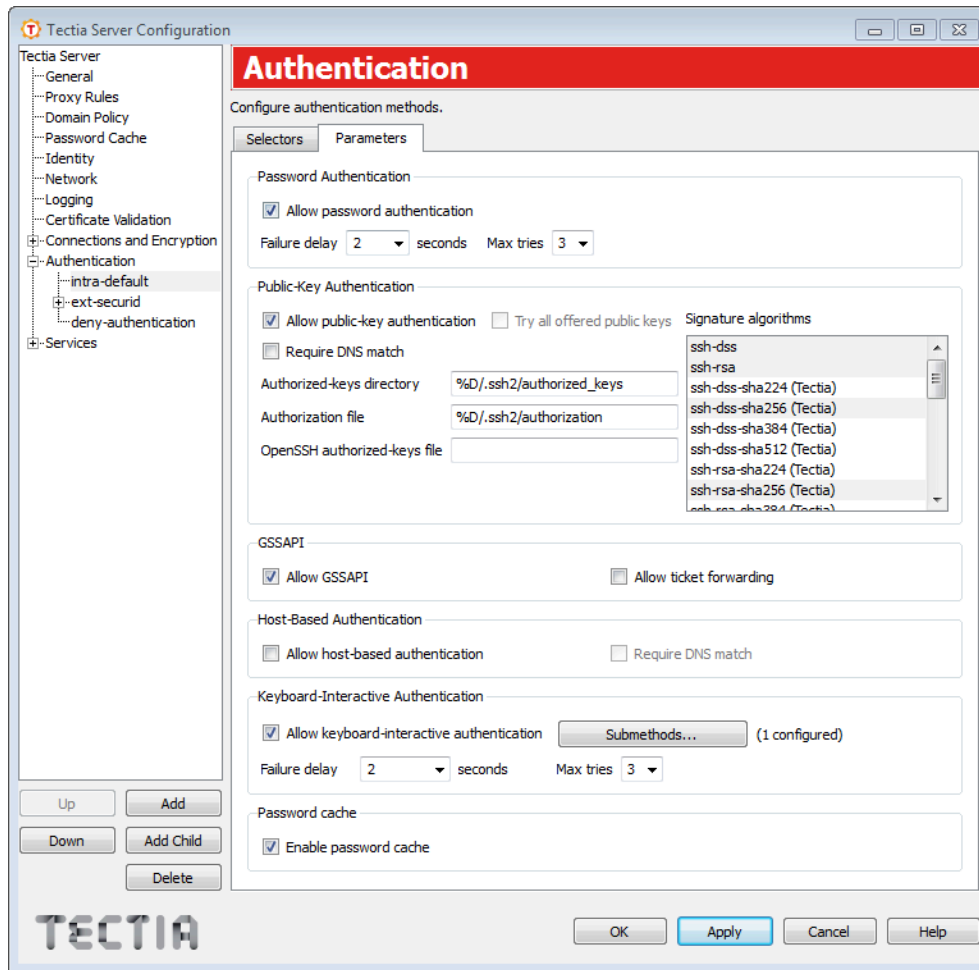 Tectia Server Configuration
Tectia Server
General
Proxy Rules
Domain Policy
Password Cache
Identity
Network
Logging
Certificate Validation
Connections and Encryption
Authentication
intra-default
ext-securid
deny-authentication
Services
Up
Add
Down
Add Child
Delete
TECTIA
Authentication
Configure authentication methods.
Selectors
Parameters
Password Authentication
Allow password authentication
Failure delay 2 seconds Max tries 3
Public-Key Authentication
Allow public-key authentication Try all offered public keys
Require DNS match
Authorized-keys directory %D/.ssh2/authorized_keys
Authorization file %D/.ssh2/authorization
OpenSSH authorized-keys file
Signature algorithms
ssh-dss
ssh-rsa
ssh-dss-sha224 (Tectia)
ssh-dss-sha256 (Tectia)
ssh-dss-sha384 (Tectia)
ssh-dss-sha512 (Tectia)
ssh-rsa-sha224 (Tectia)
ssh-rsa-sha256 (Tectia)
ssh-rsa-sha384 (Tectia)
GSSAPI
Allow GSSAPI Allow ticket forwarding
Host-Based Authentication
Allow host-based authentication Require DNS match
Keyboard-Interactive Authentication
Allow keyboard-interactive authentication Submethods... (1 configured)
Failure delay 2 seconds Max tries 3
Password cache
Enable password cache
OK Apply Cancel Help